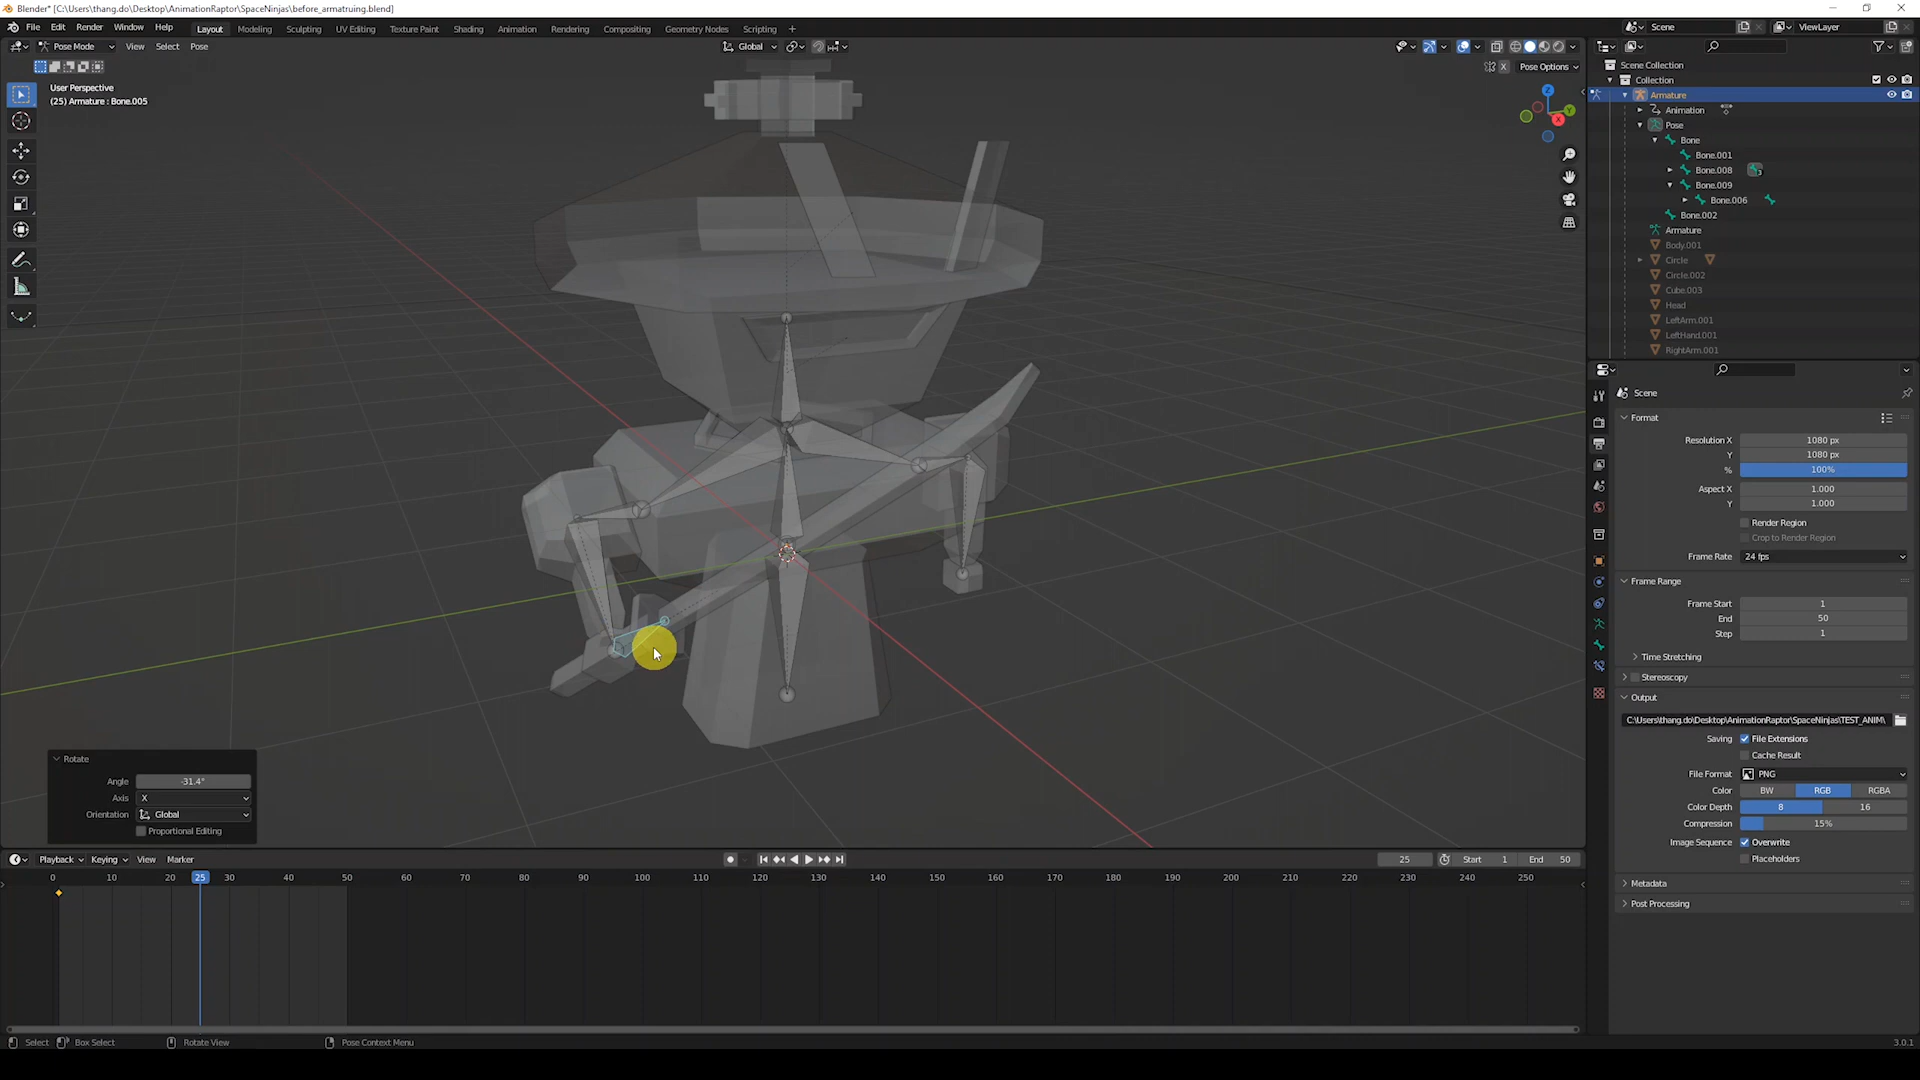 Blender* [C:\Users\thang.do\Desktop\AnimationRaptor\SpaceNinjas\before_armatruing.blend]
File Edit Render Window Help Layout Modeling Sculpting UV Editing Texture Paint Shading Animation Rendering Compositing Geometry Nodes Scripting + Scene ViewLayer
Pose Mode View Select Pose Global
X Pose Options
User Perspective
(25) Armature : Bone.005
Z
Y
X
Scene Collection
Collection
Armature
Animation
Pose
Bone
Bone.001
Bone.008
Bone.009
Bone.006
Bone.002
Armature
Body.001
Circle
Circle.002
Cube.003
Head
LeftArm.001
LeftHand.001
RightArm.001
Scene
Format
Resolution X 1080 px
Y 1080 px
% 100%
Aspect X 1.000
Y 1.000
Render Region
Crop to Render Region
Frame Rate 24 fps
Frame Range
Frame Start 1
End 50
Step 1
Time Stretching
Stereoscopy
Output
C:\Users\thang.do\Desktop\AnimationRaptor\SpaceNinjas\TEST_ANIM\
Saving File Extensions
Cache Result
File Format PNG
Color BW RGB RGBA
Color Depth 8 16
Compression 15%
Image Sequence Overwrite
Placeholders
Metadata
Post Processing
Rotate
Angle -31.4°
Axis X
Orientation Global
Proportional Editing
Playback Keying View Marker 25 Start 1 End 50
0 10 20 25 30 40 50 60 70 80 90 100 110 120 130 140 150 160 170 180 190 200 210 220 230 240 250
Select Box Select Rotate View Pose Context Menu 3.0.1